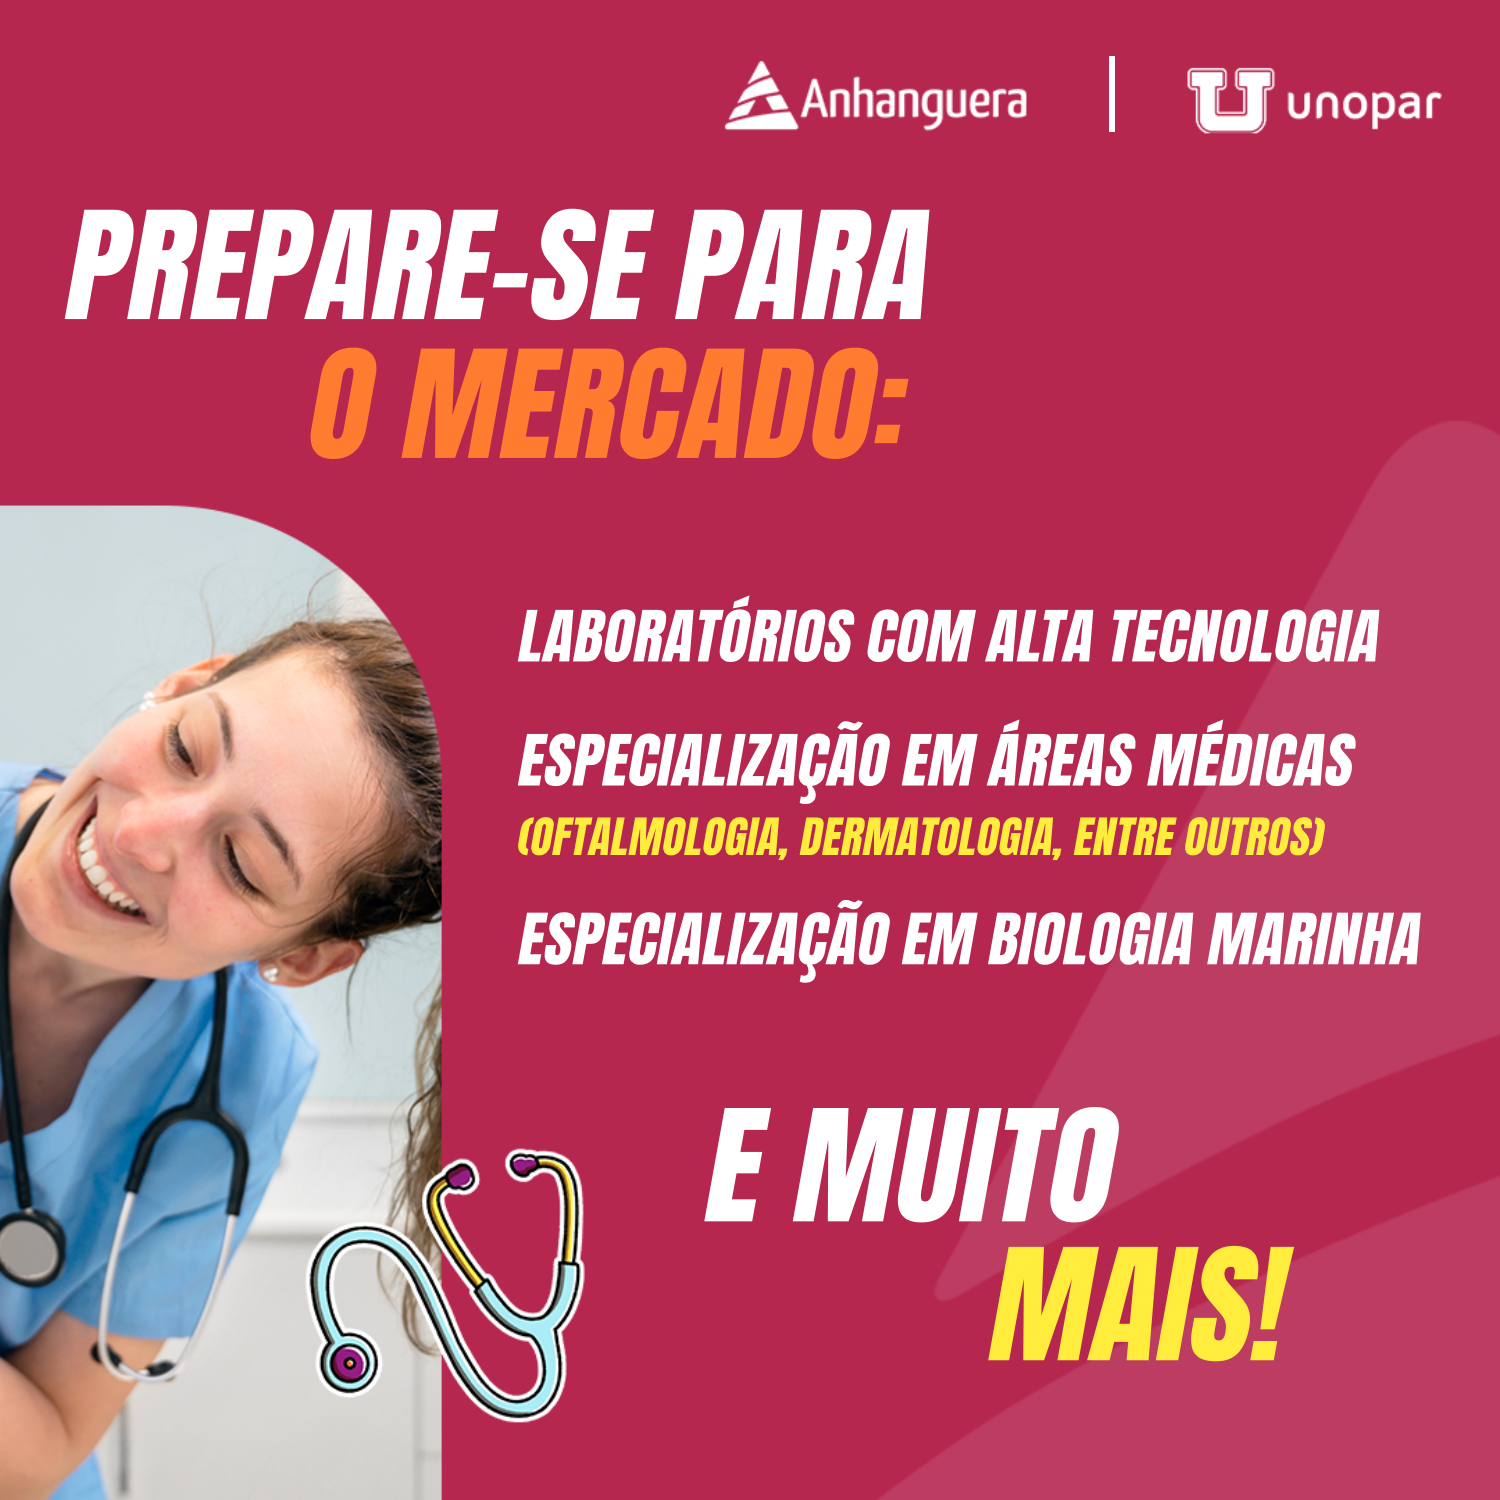 Anhanguera
unopar
PREPARE-SE PARA
O MERCADO:
LABORATÓRIOS COM ALTA TECNOLOGIA
ESPECIALIZAÇÃO EM ÁREAS MÉDICAS
(OFTALMOLOGIA, DERMATOLOGIA, ENTRE OUTROS)
ESPECIALIZAÇÃO EM BIOLOGIA MARINHA
E MUITO
MAIS!